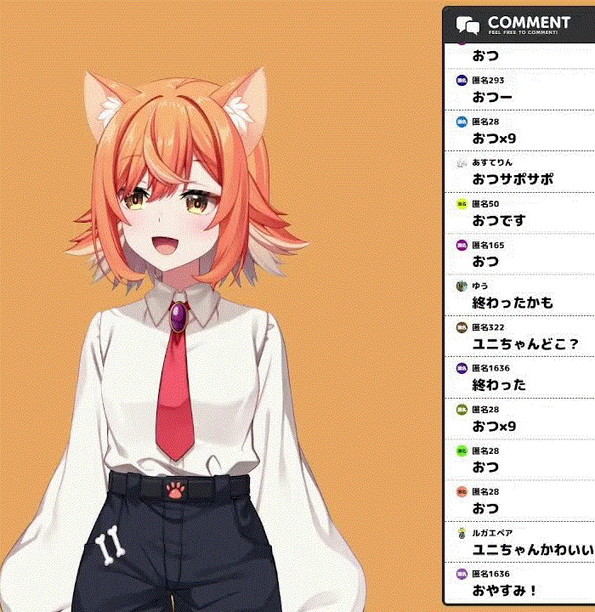 COMMENT
FEEL FREE TO COMMENT!
おつ
匿名293
おつー
匿名28
おつx9
あすてりん
おつサポサポ
匿名50
おつです
匿名165
おつ
ゆぅ
終わったかも
匿名322
ユニちゃんどこ？
匿名1636
終わった
匿名28
おつx9
匿名28
おつ
匿名28
おつ
ルガエペア
ユニちゃんかわいい
匿名1636
おやすみ！